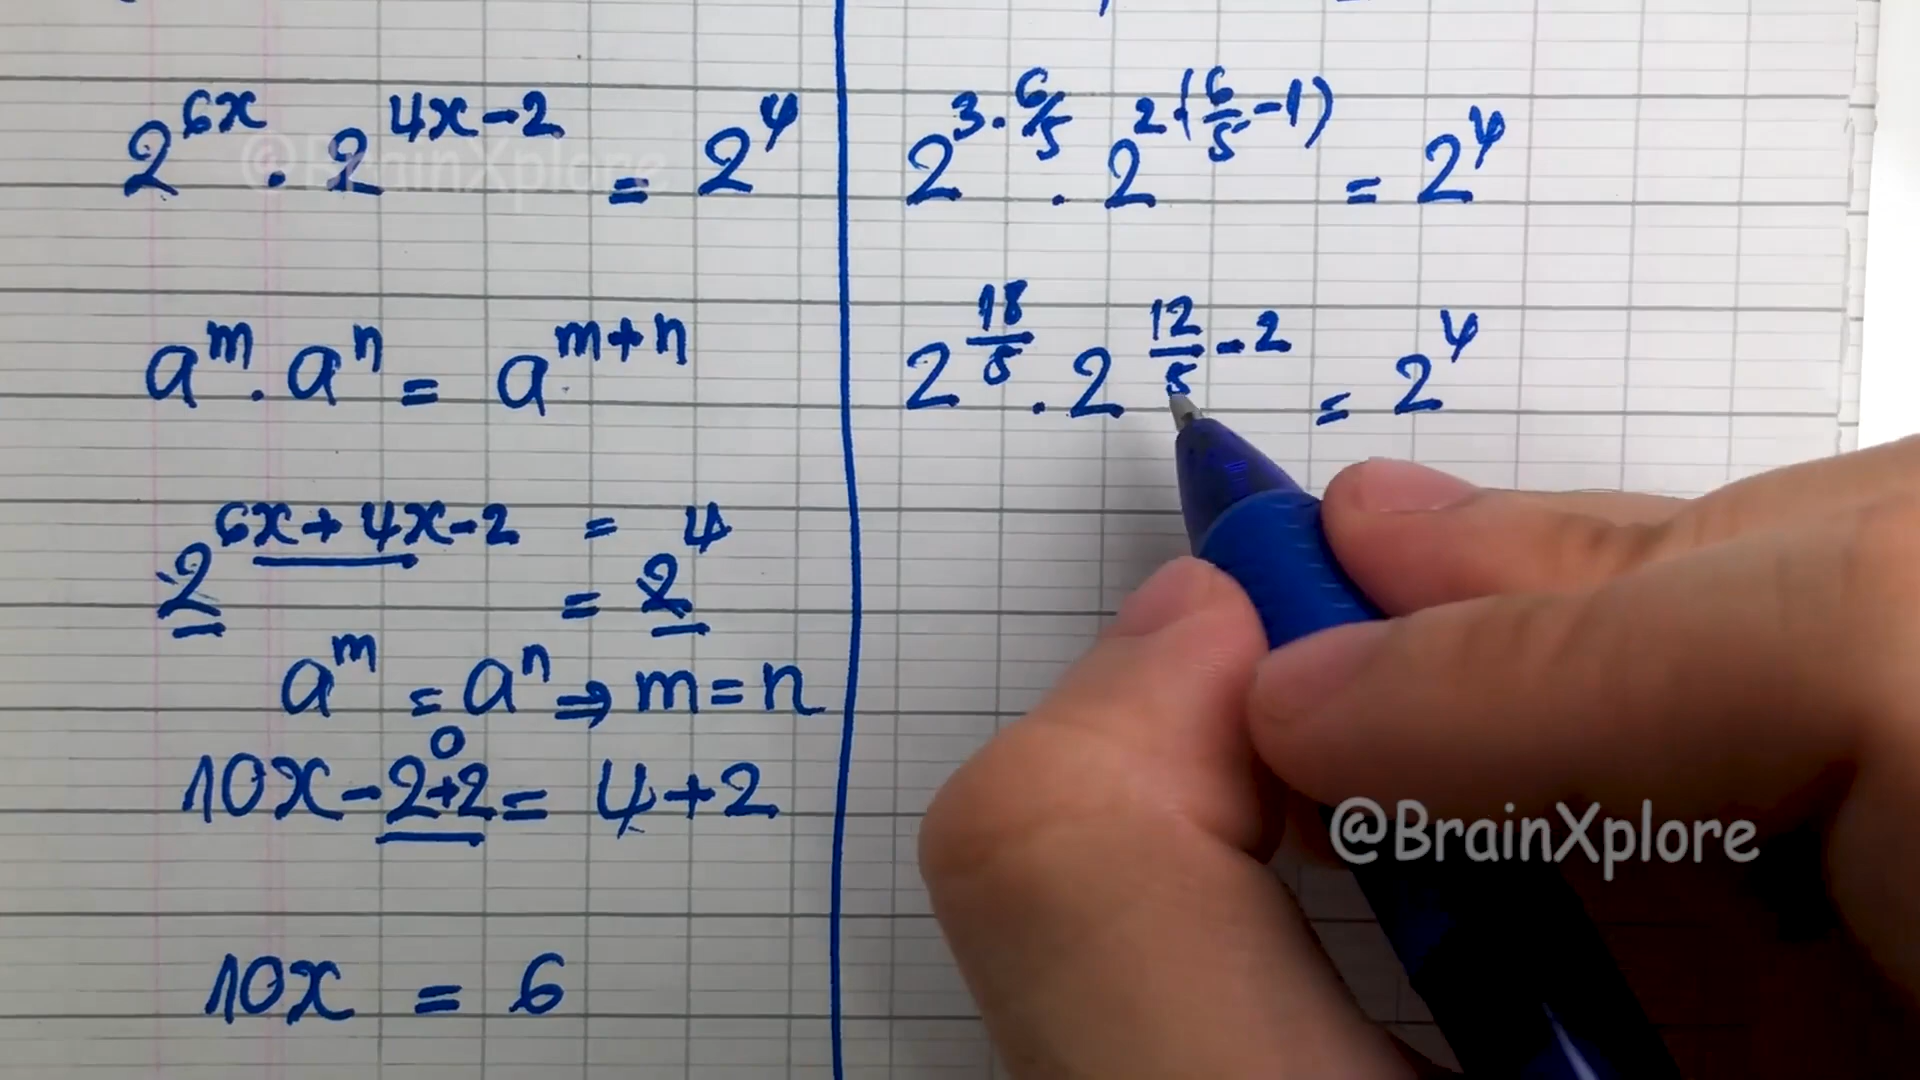 2^{6x} . 2^{4x-2} = 2^4
a^m . a^n = a^{m+n}
2^{6x+4x-2} = 2^4
=
a^m = a^n ⇒ m = n
0
10x - 2 + 2 = 4 + 2
10x = 6
2^{3 . 6/5} . 2^{2 . (6/5 - 1)} = 2^4
2^{18/5} . 2^{12/5 - 2} = 2^4
@BrainXplore
@BrainXplore